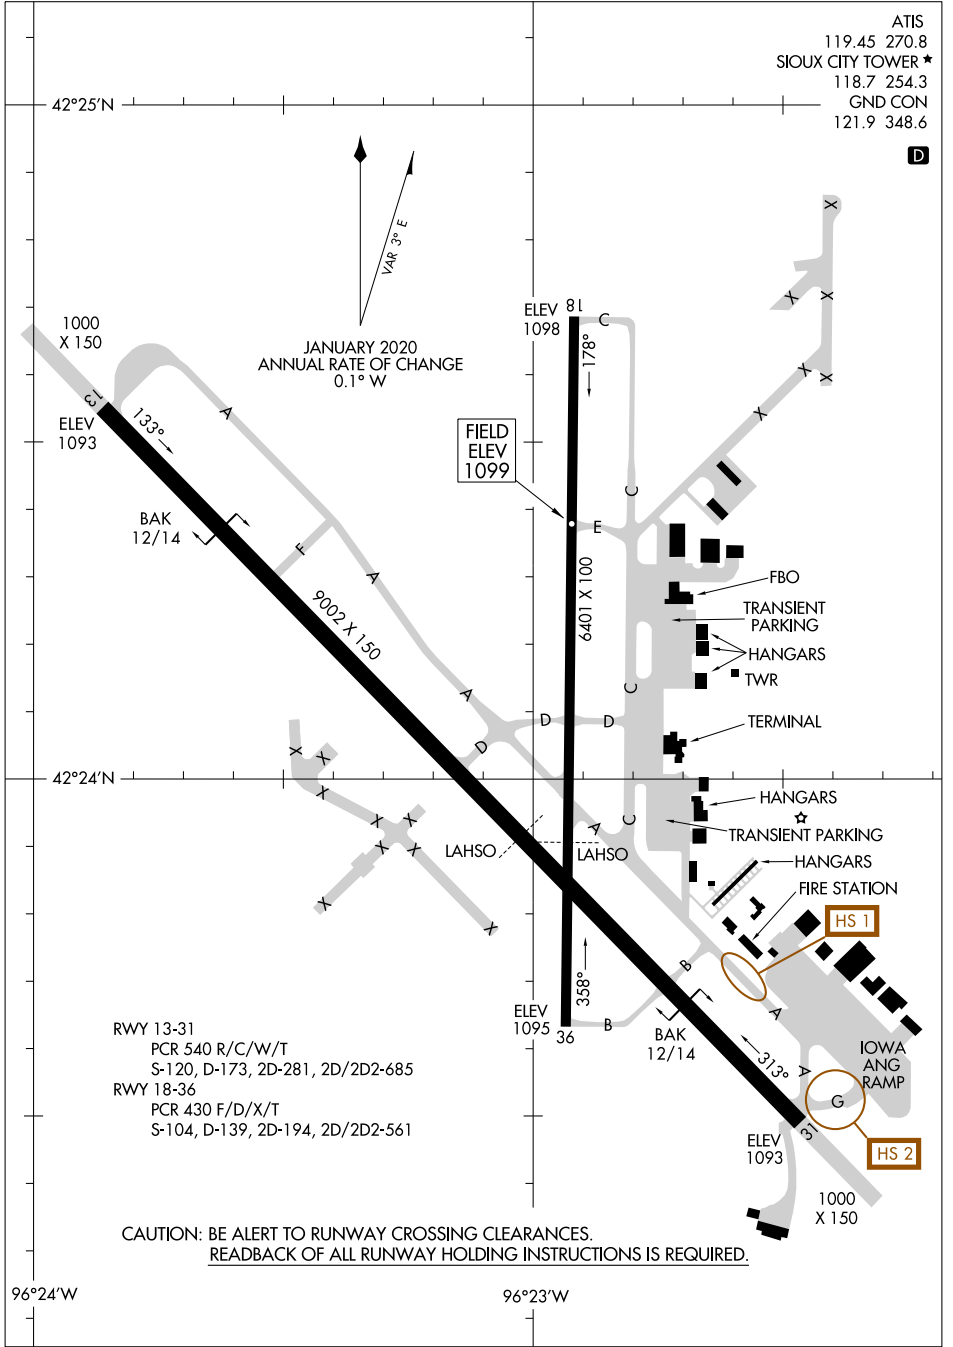 ATIS
119.45 270.8
SIOUX CITY TOWER ★
118.7 254.3
GND CON
121.9 348.6
D
42°25'N
VAR 3° E
JANUARY 2020
ANNUAL RATE OF CHANGE
0.1° W
1000
X 150
13
ELEV
1093
133°
A
BAK
12/14
F
A
9002 X 150
A
D
ELEV
1098
18
C
178°
FIELD
ELEV
1099
C
E
6401 X 100
C
D
D
X
X
X
X
X
X
X
FBO
TRANSIENT
PARKING
HANGARS
TWR
TERMINAL
42°24'N
X
X
X
X
X
X
X
X
X
LAHSO
LAHSO
A
C
HANGARS
TRANSIENT PARKING
HANGARS
FIRE STATION
HS 1
B
A
358°
ELEV
1095
36
B
BAK
12/14
313°
A
IOWA
ANG
RAMP
G
31
ELEV
1093
HS 2
1000
X 150
RWY 13-31
PCR 540 R/C/W/T
S-120, D-173, 2D-281, 2D/2D2-685
RWY 18-36
PCR 430 F/D/X/T
S-104, D-139, 2D-194, 2D/2D2-561
CAUTION: BE ALERT TO RUNWAY CROSSING CLEARANCES.
READBACK OF ALL RUNWAY HOLDING INSTRUCTIONS IS REQUIRED.
96°24'W
96°23'W